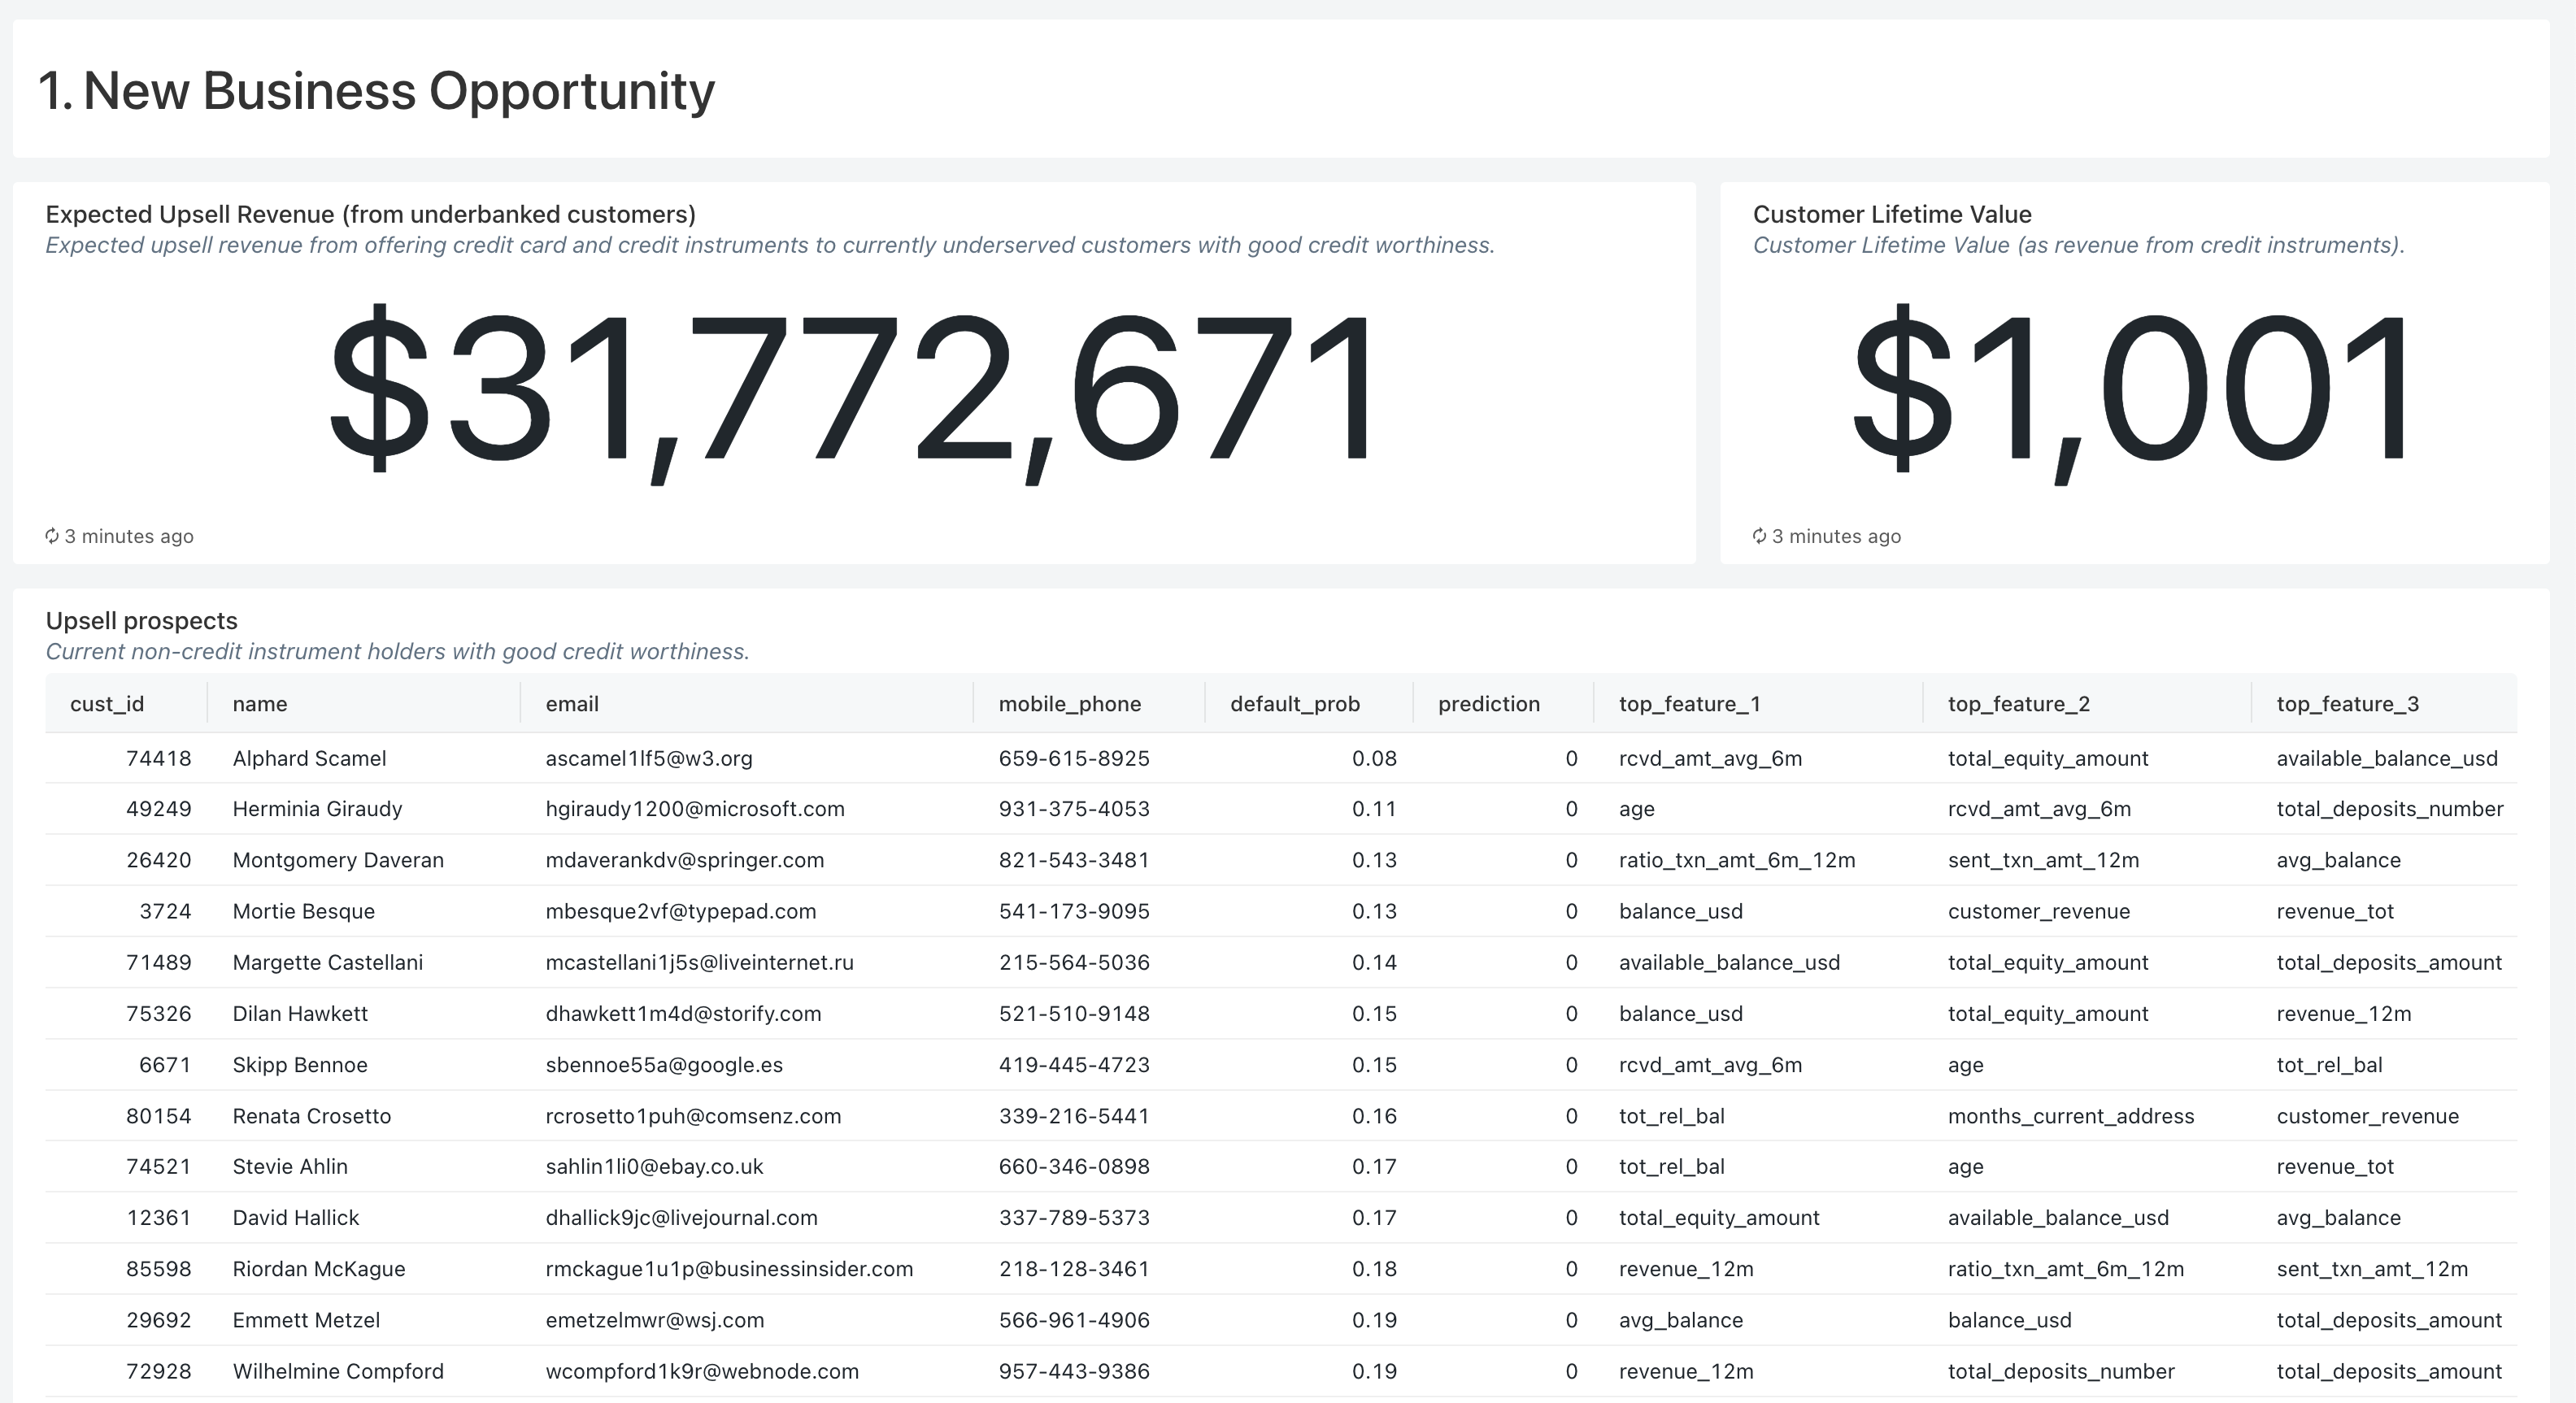 1. New Business Opportunity
Expected Upsell Revenue (from underbanked customers)
Expected upsell revenue from offering credit card and credit instruments to currently underserved customers with good credit worthiness.
$31,772,671
3 minutes ago
Customer Lifetime Value
Customer Lifetime Value (as revenue from credit instruments).
$1,001
3 minutes ago
Upsell prospects
Current non-credit instrument holders with good credit worthiness.
cust_id name email mobile_phone default_prob prediction top_feature_1 top_feature_2 top_feature_3
74418 Alphard Scamel ascamel1lf5@w3.org 659-615-8925 0.08 0 rcvd_amt_avg_6m total_equity_amount available_balance_usd
49249 Herminia Giraudy hgiraudy1200@microsoft.com 931-375-4053 0.11 0 age rcvd_amt_avg_6m total_deposits_number
26420 Montgomery Daveran mdaverankdv@springer.com 821-543-3481 0.13 0 ratio_txn_amt_6m_12m sent_txn_amt_12m avg_balance
3724 Mortie Besque mbesque2vf@typepad.com 541-173-9095 0.13 0 balance_usd customer_revenue revenue_tot
71489 Margette Castellani mcastellani1j5s@liveinternet.ru 215-564-5036 0.14 0 available_balance_usd total_equity_amount total_deposits_amount
75326 Dilan Hawkett dhawkett1m4d@storify.com 521-510-9148 0.15 0 balance_usd total_equity_amount revenue_12m
6671 Skipp Bennoe sbennoe55a@google.es 419-445-4723 0.15 0 rcvd_amt_avg_6m age tot_rel_bal
80154 Renata Crosetto rcrosetto1puh@comsenz.com 339-216-5441 0.16 0 tot_rel_bal months_current_address customer_revenue
74521 Stevie Ahlin sahlin1li0@ebay.co.uk 660-346-0898 0.17 0 tot_rel_bal age revenue_tot
12361 David Hallick dhallick9jc@livejournal.com 337-789-5373 0.17 0 total_equity_amount available_balance_usd avg_balance
85598 Riordan McKague rmckague1u1p@businessinsider.com 218-128-3461 0.18 0 revenue_12m ratio_txn_amt_6m_12m sent_txn_amt_12m
29692 Emmett Metzel emetzelmwr@wsj.com 566-961-4906 0.19 0 avg_balance balance_usd total_deposits_amount
72928 Wilhelmine Compford wcompford1k9r@webnode.com 957-443-9386 0.19 0 revenue_12m total_deposits_number total_deposits_amount